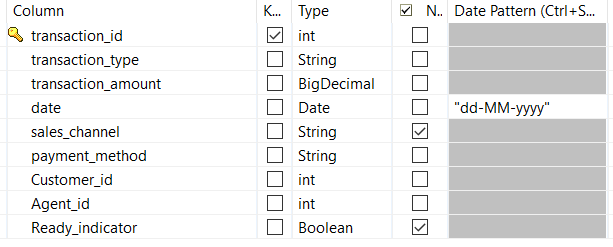 Column K... Type N.. Date Pattern (Ctrl+S...
transaction_id int
transaction_type String
transaction_amount BigDecimal
date Date "dd-MM-yyyy"
sales_channel String
payment_method String
Customer_id int
Agent_id int
Ready_indicator Boolean